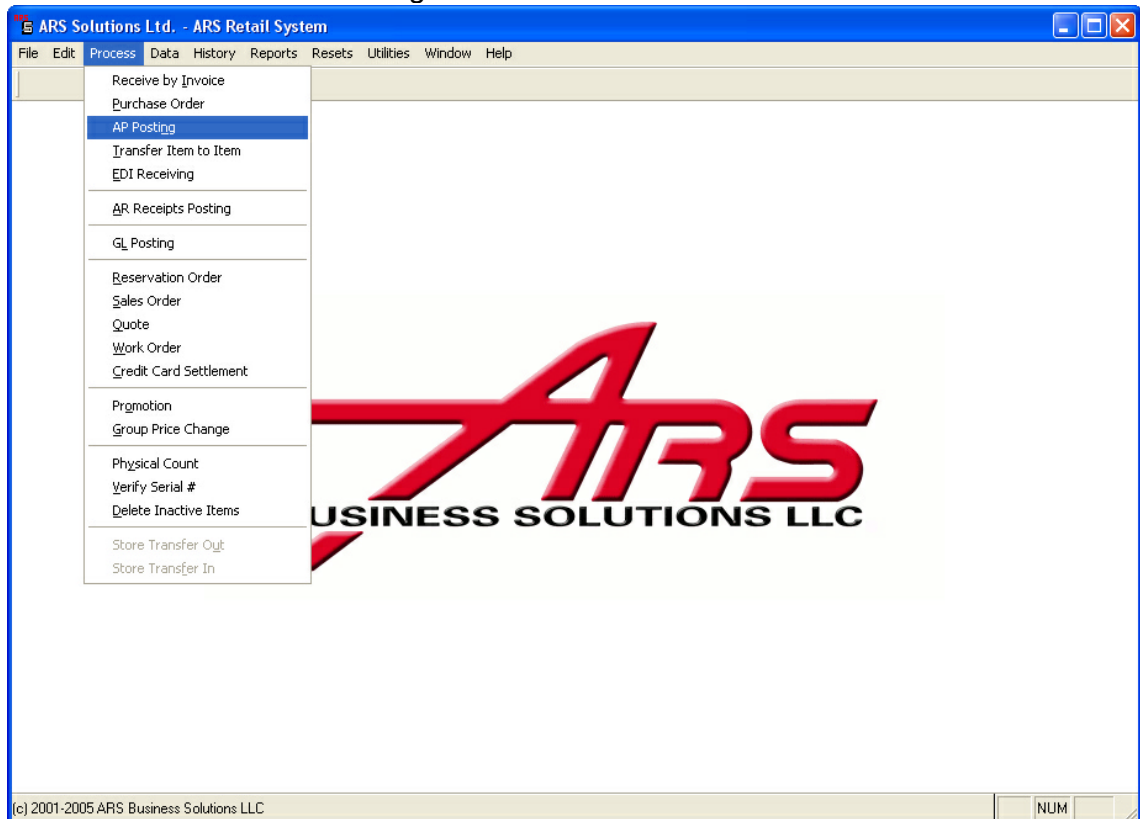 ARS Solutions Ltd. - ARS Retail System
File Edit Process Data History Reports Resets Utilities Window Help
Receive by Invoice
Purchase Order
AP Posting
Transfer Item to Item
EDI Receiving
AR Receipts Posting
GL Posting
Reservation Order
Sales Order
Quote
Work Order
Credit Card Settlement
Promotion
Group Price Change
Physical Count
Verify Serial #
Delete Inactive Items
Store Transfer Out
Store Transfer In
ARS
USINESS SOLUTIONS LLC
(c) 2001-2005 ARS Business Solutions LLC
NUM